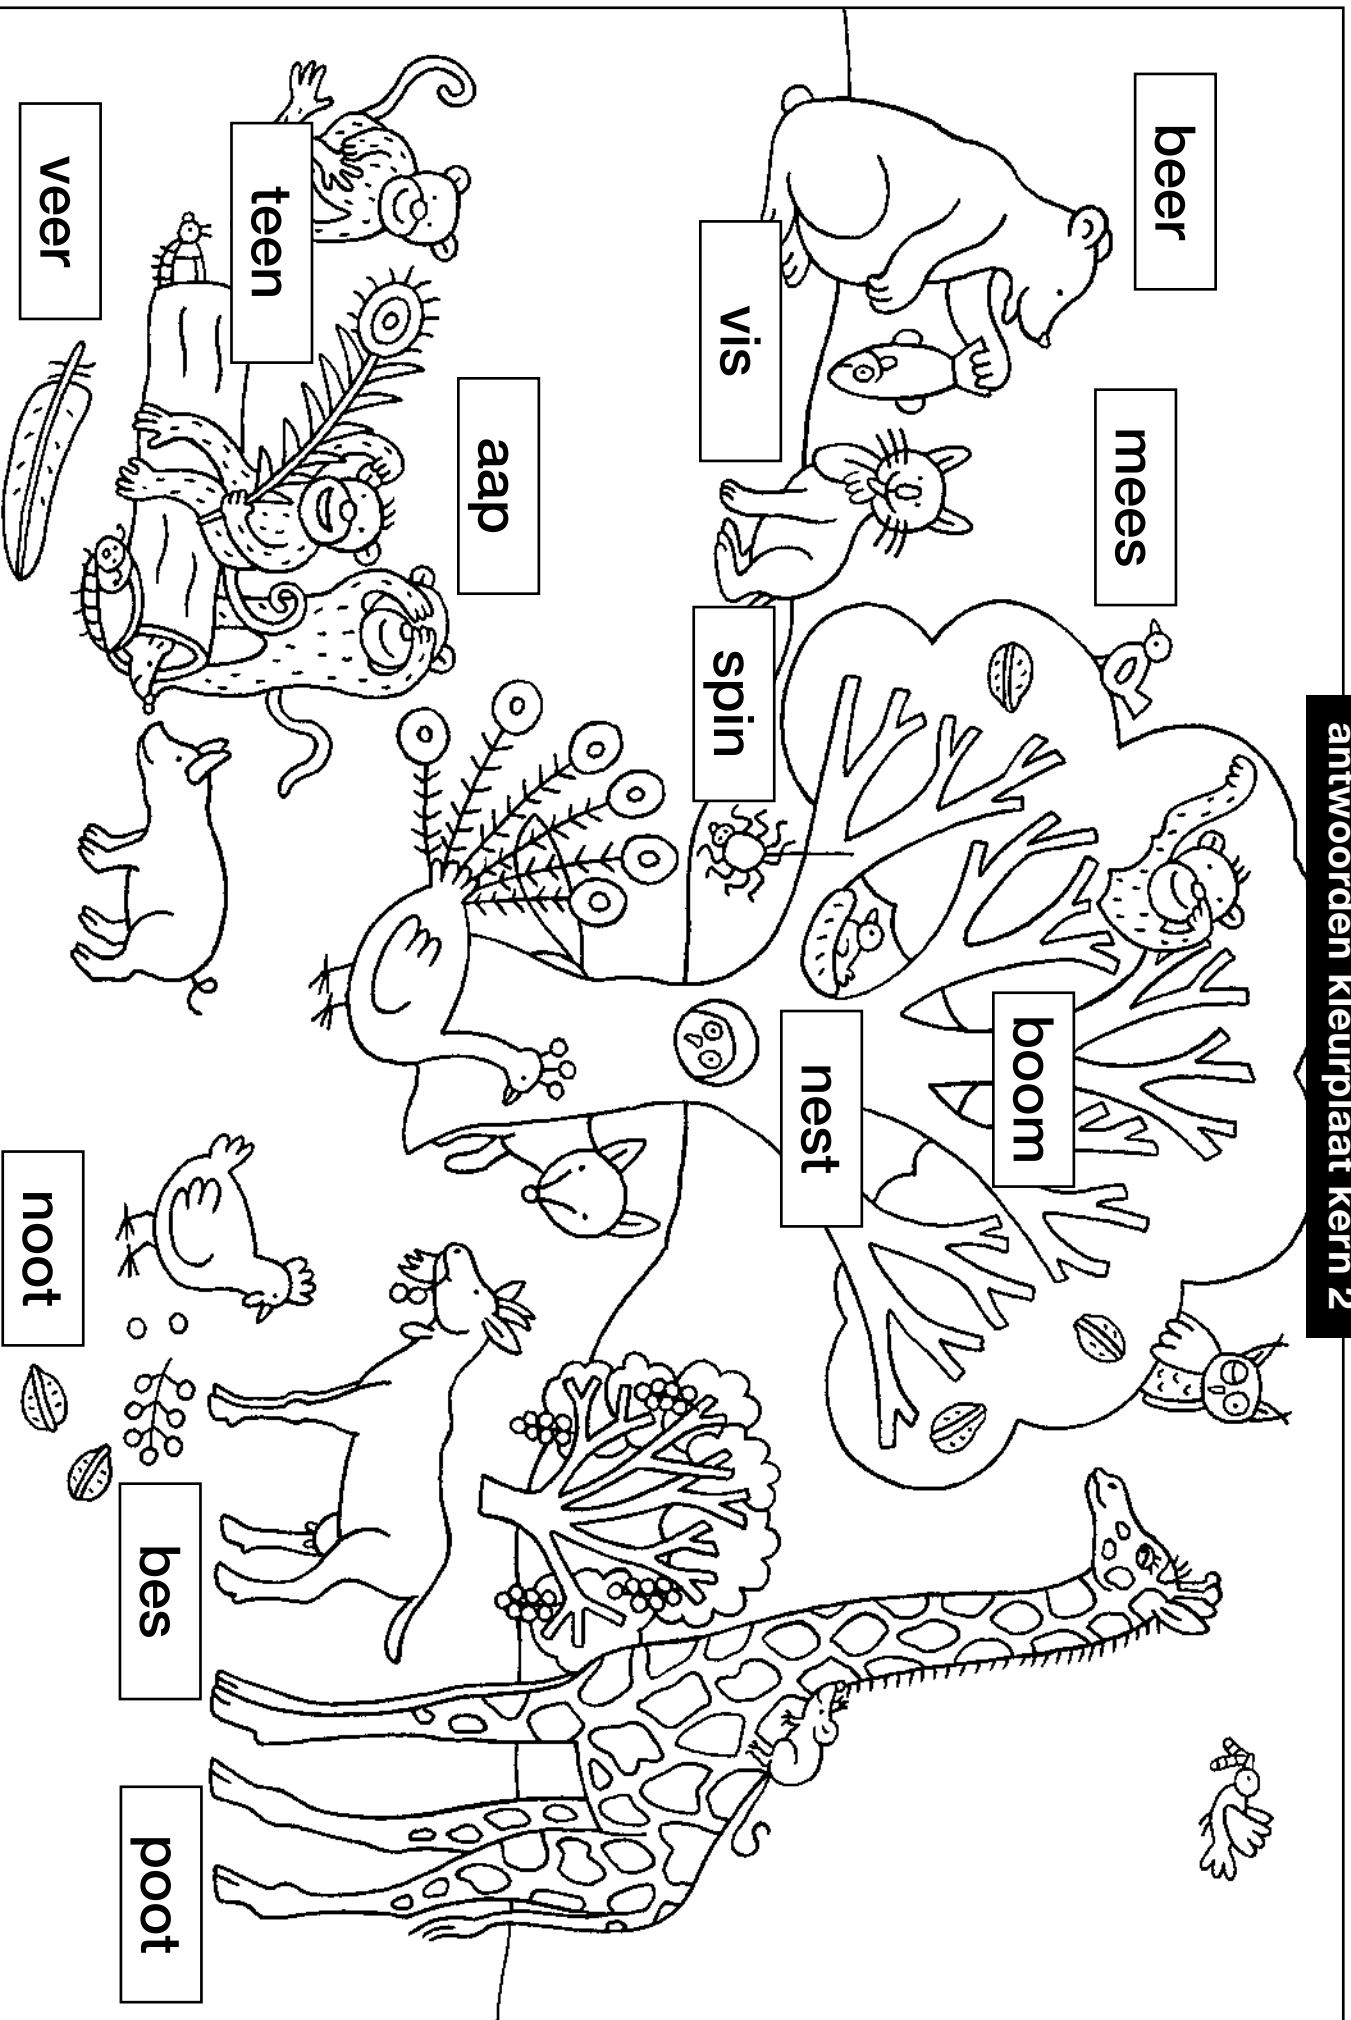 antwoorden kleurplaat kern 2
beer
mees
vis
spin
boom
nest
aap
teen
veer
noot
bes
poot